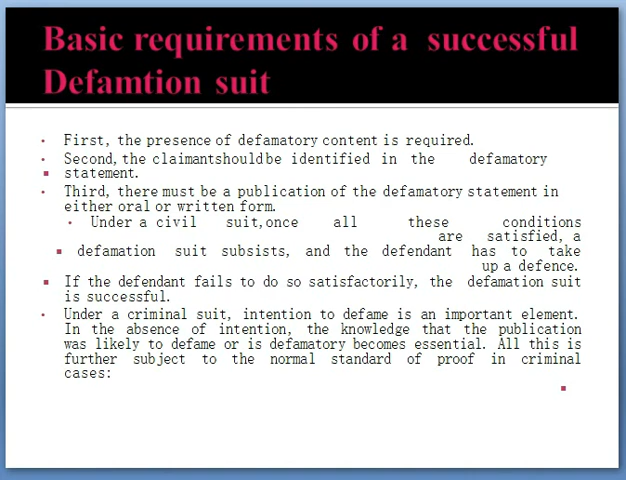 Basic requirements of a successful
Defamtion suit
• First, the presence of defamatory content is required.
• Second, the claimantshouldbe identified in the defamatory
▪ statement.
• Third, there must be a publication of the defamatory statement in
either oral or written form.
• Under a civil suit,once all these conditions
are satisfied, a
▪ defamation suit subsists, and the defendant has to take
up a defence.
▪ If the defendant fails to do so satisfactorily, the defamation suit
is successful.
• Under a criminal suit, intention to defame is an important element.
In the absence of intention, the knowledge that the publication
was likely to defame or is defamatory becomes essential. All this is
further subject to the normal standard of proof in criminal
cases: